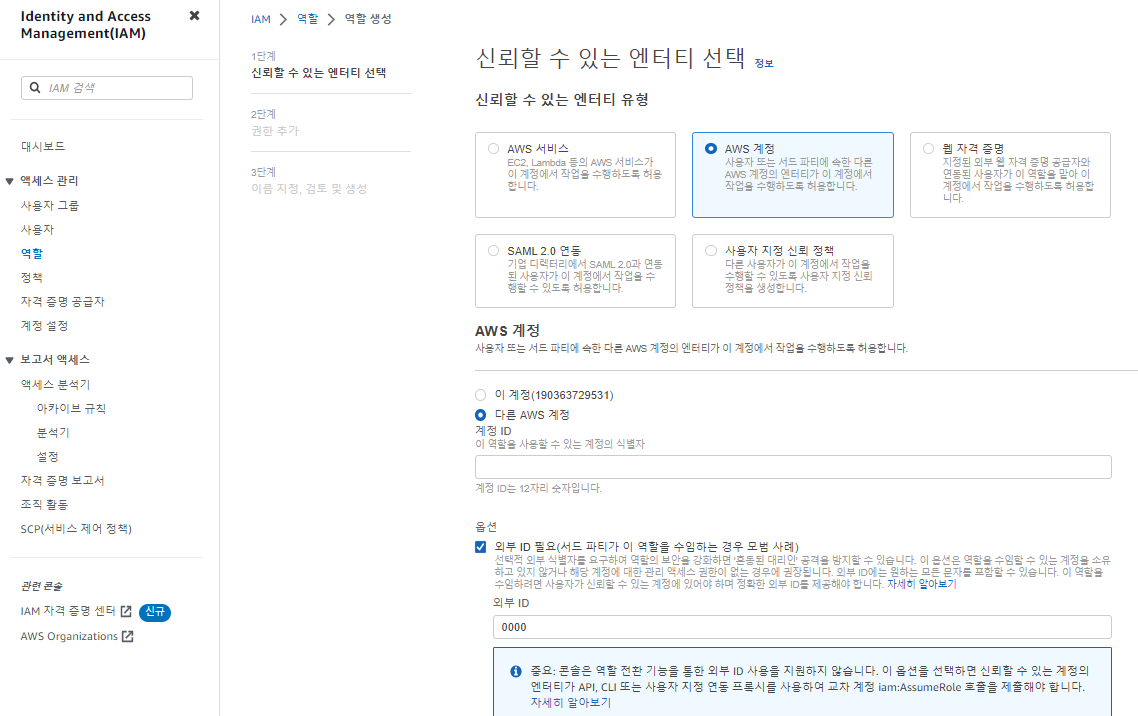 Identity and Access
Management(IAM)
IAM 검색
대시보드
액세스 관리
사용자 그룹
사용자
역할
정책
자격 증명 공급자
계정 설정
보고서 액세스
액세스 분석기
아카이브 규칙
분석기
설정
자격 증명 보고서
조직 활동
SCP(서비스 제어 정책)
관련 콘솔
IAM 자격 증명 센터 신규
AWS Organizations
IAM > 역할 > 역할 생성
1단계
신뢰할 수 있는 엔터티 선택
2단계
권한 추가
3단계
이름 지정, 검토 및 생성
신뢰할 수 있는 엔터티 선택 정보
신뢰할 수 있는 엔터티 유형
AWS 서비스
EC2, Lambda 등의 AWS 서비스가
이 계정에서 작업을 수행하도록 허용
합니다.
AWS 계정
사용자 또는 서드 파티에 속한 다른
AWS 계정의 엔터티가 이 계정에서
작업을 수행하도록 허용합니다.
웹 자격 증명
지정된 외부 웹 자격 증명 공급자와
연동된 사용자가 이 역할을 맡아 이
계정에서 작업을 수행하도록 허용합
니다.
SAML 2.0 연동
기업 디렉터리에서 SAML 2.0과 연동
된 사용자가 이 계정에서 작업을 수
행할 수 있도록 허용합니다.
사용자 지정 신뢰 정책
다른 사용자가 이 계정에서 작업을
수행할 수 있도록 사용자 지정 신뢰
정책을 생성합니다.
AWS 계정
사용자 또는 서드 파티에 속한 다른 AWS 계정의 엔터티가 이 계정에서 작업을 수행하도록 허용합니다.
이 계정(190363729531)
다른 AWS 계정
계정 ID
이 역할을 사용할 수 있는 계정의 식별자
계정 ID는 12자리 숫자입니다.
옵션
외부 ID 필요(서드 파티가 이 역할을 수임하는 경우 모범 사례)
선택적 외부 식별자를 요구하여 역할의 보안을 강화하면 '혼동된 대리인' 공격을 방지할 수 있습니다. 이 옵션은 역할을 수임할 수 있는 계정을 소유
하고 있지 않거나 해당 계정에 대한 관리 액세스 권한이 없는 경우에 권장됩니다. 외부 ID에는 원하는 모든 문자를 포함할 수 있습니다. 이 역할을
수임하려면 사용자가 신뢰할 수 있는 계정에 있어야 하며 정확한 외부 ID를 제공해야 합니다. 자세히 알아보기
외부 ID
0000
중요: 콘솔은 역할 전환 기능을 통한 외부 ID 사용을 지원하지 않습니다. 이 옵션을 선택하면 신뢰할 수 있는 계정의
엔터티가 API, CLI 또는 사용자 지정 연동 프록시를 사용하여 교차 계정 iam:AssumeRole 호출을 제출해야 합니다.
자세히 알아보기